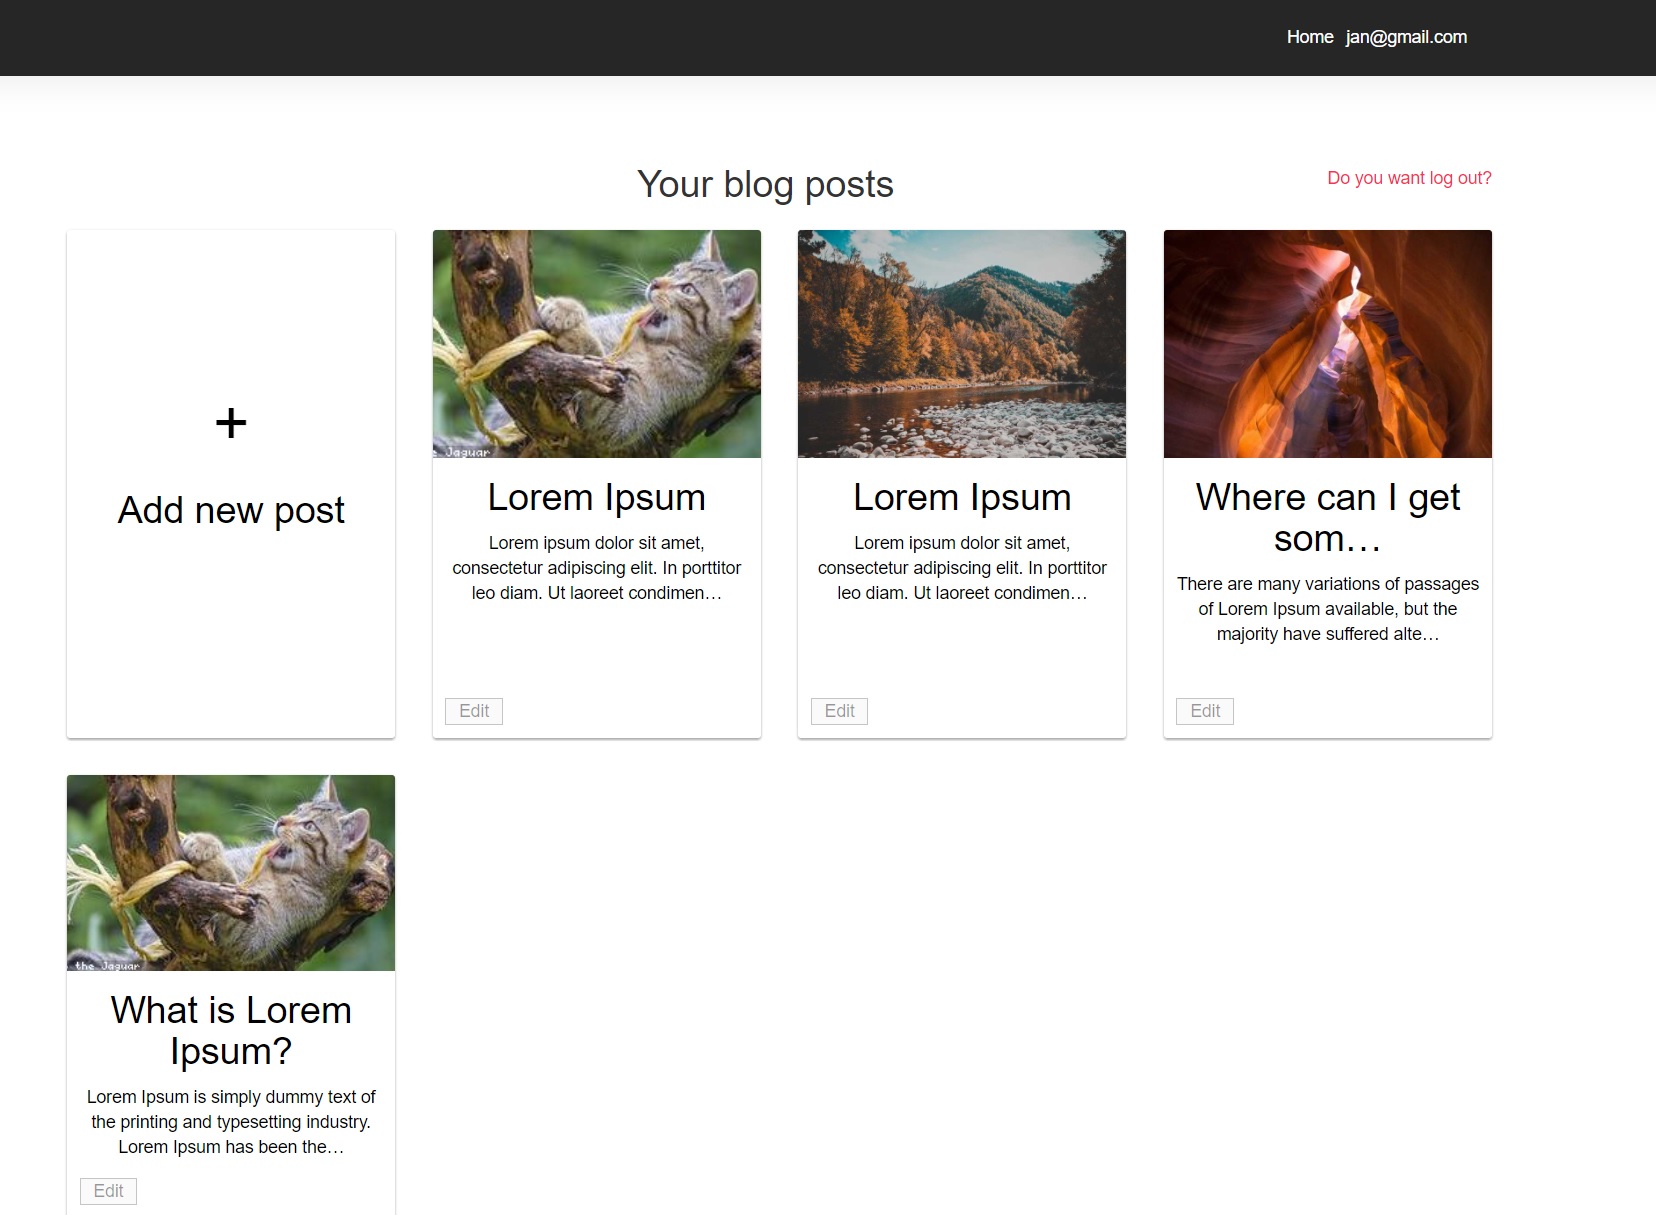 Home jan@gmail.com
Your blog posts
Do you want log out?
+
Add new post
Jaguar
Lorem Ipsum
Lorem ipsum dolor sit amet,
consectetur adipiscing elit. In porttitor
leo diam. Ut laoreet condimen…
Edit
Lorem Ipsum
Lorem ipsum dolor sit amet,
consectetur adipiscing elit. In porttitor
leo diam. Ut laoreet condimen…
Edit
Where can I get
som…
There are many variations of passages
of Lorem Ipsum available, but the
majority have suffered alte…
Edit
the Jaguar
What is Lorem
Ipsum?
Lorem Ipsum is simply dummy text of
the printing and typesetting industry.
Lorem Ipsum has been the…
Edit